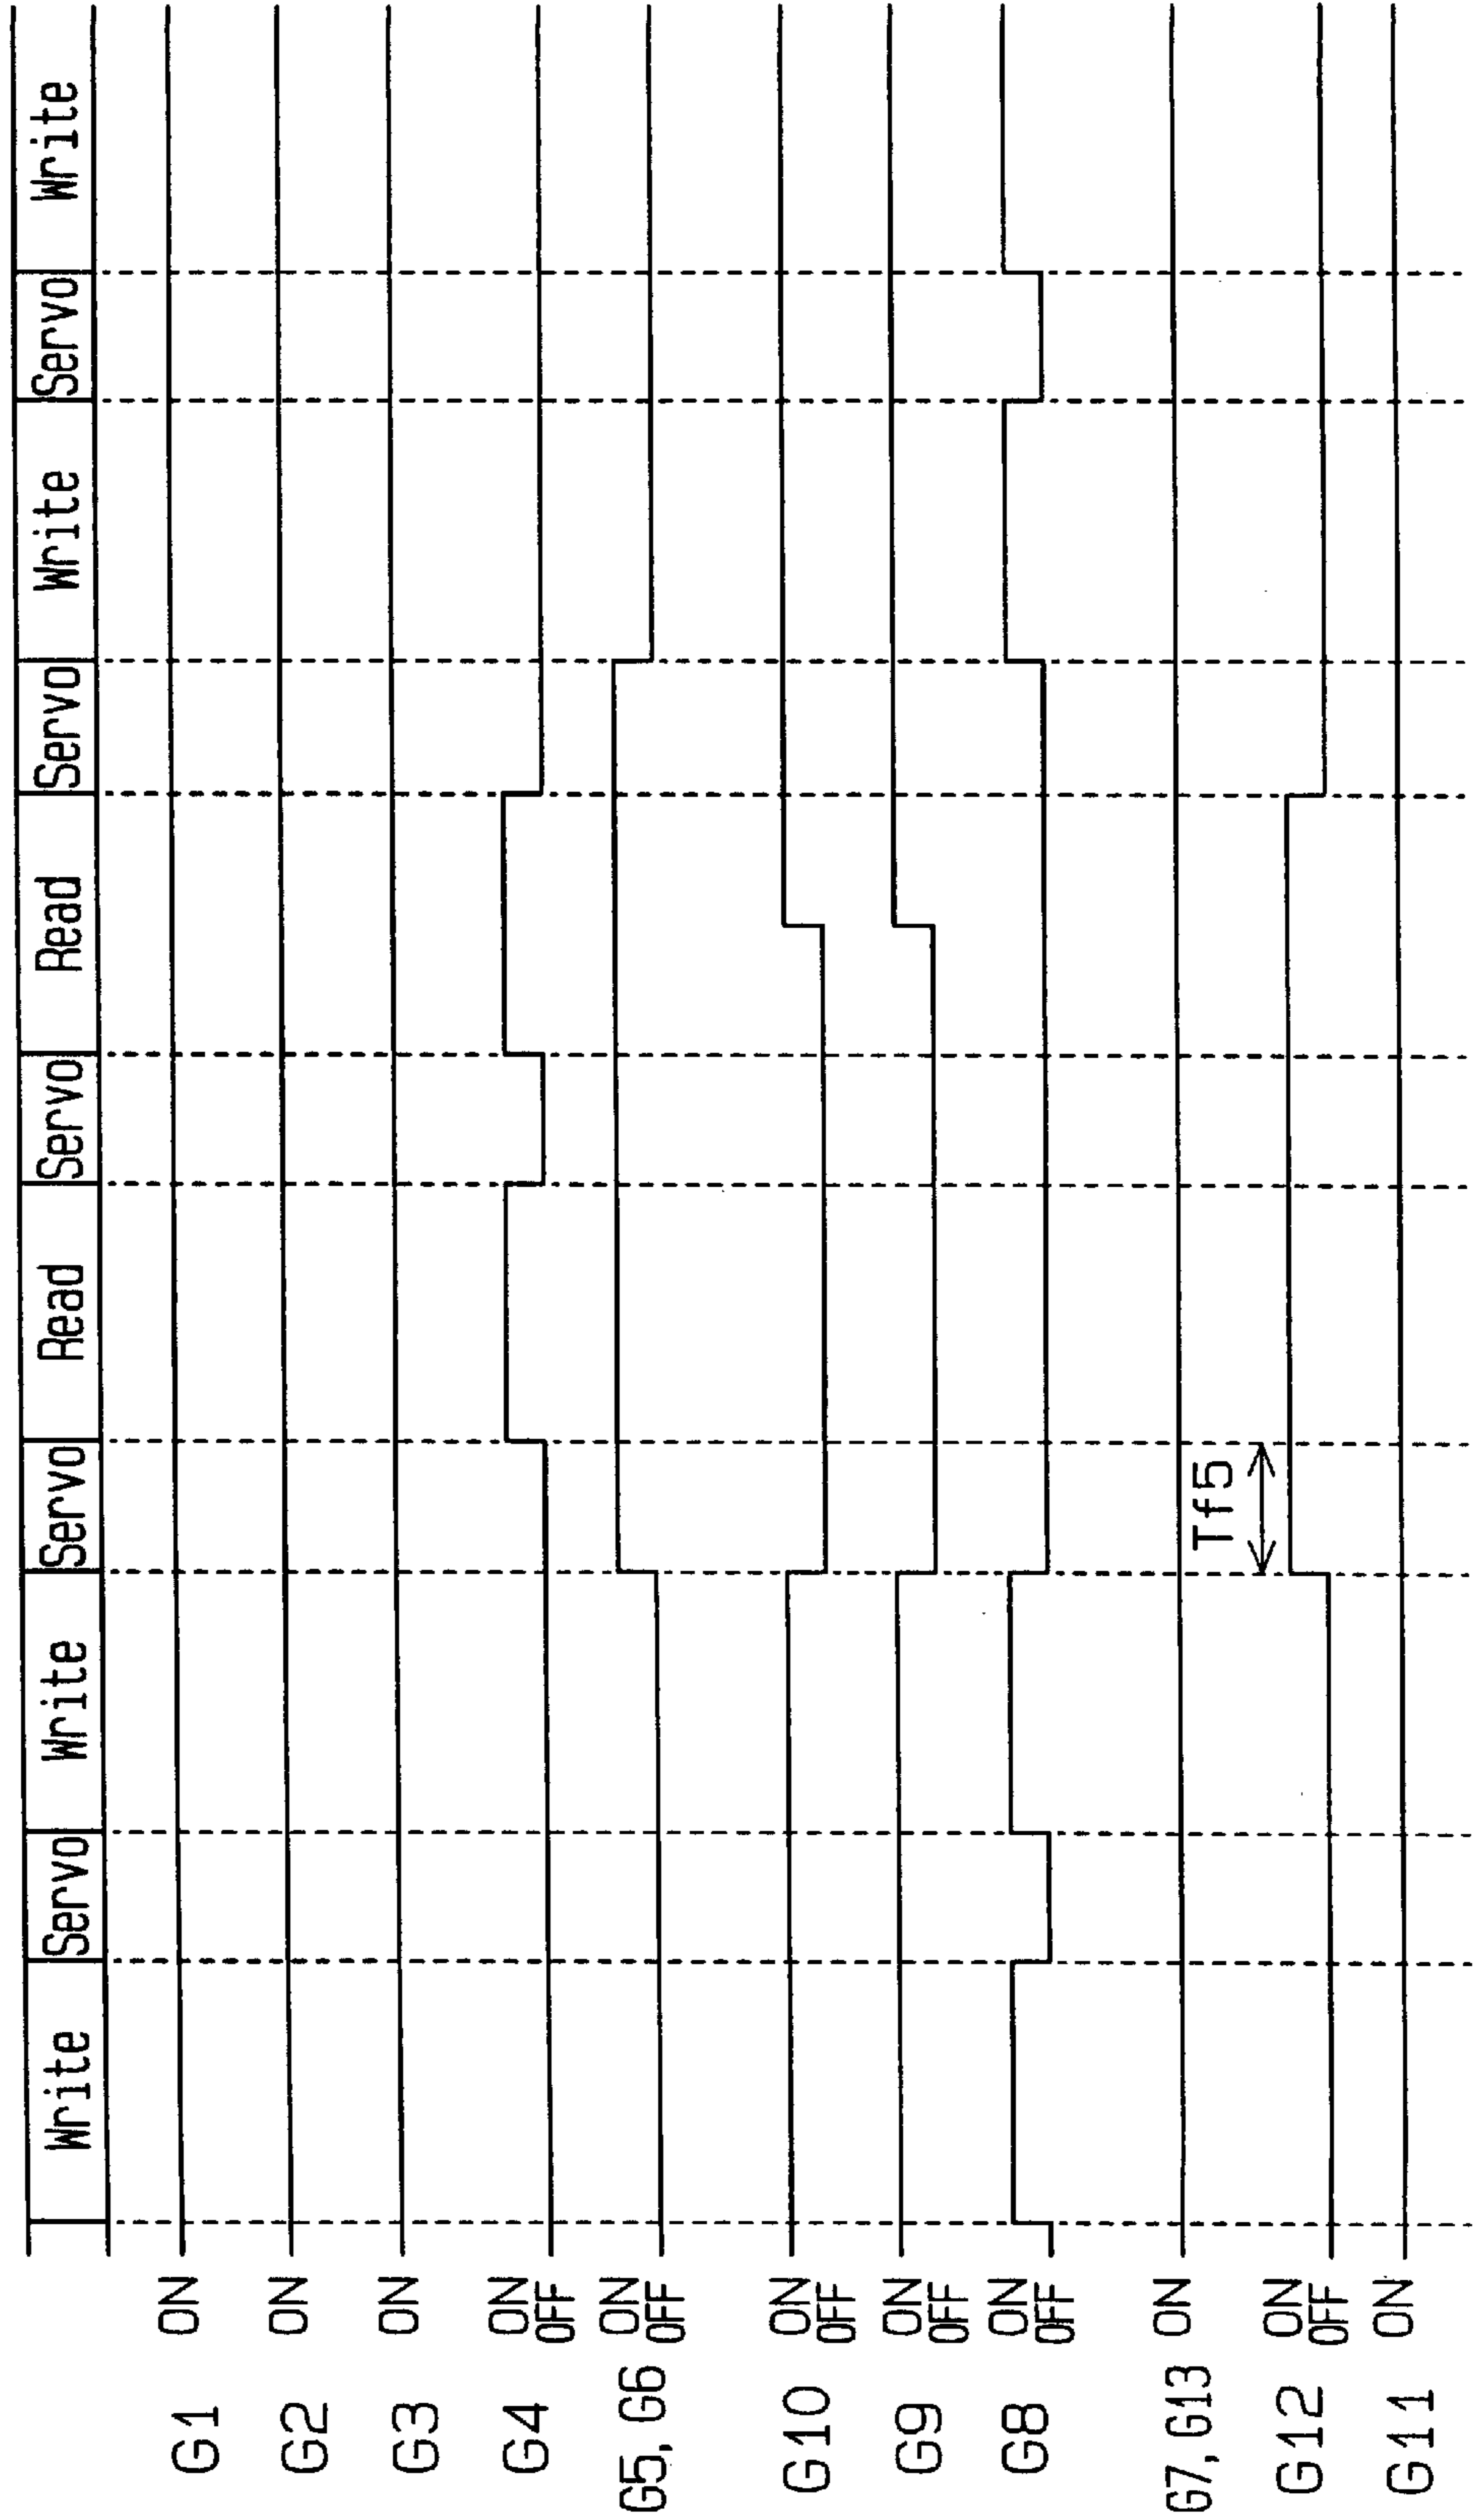 Write Servo Write Servo Read Servo Read Servo Write Servo Write
G1 ON
G2 ON
G3 ON
G4 ON
OFF
G5, G6 ON
OFF
G10 ON
OFF
G9 ON
OFF
G8 ON
OFF
G7, G13 ON
Tf5
G12 ON
OFF
G11 ON